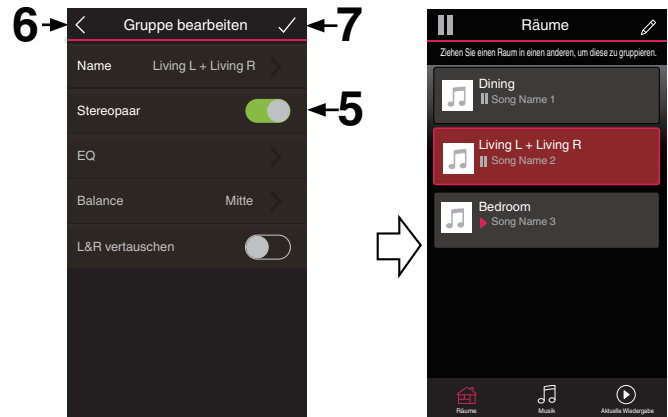 6
Gruppe bearbeiten
7
Name Living L + Living R
Stereopaar
5
EQ
Balance Mitte
L&R vertauschen
Räume
Ziehen Sie einen Raum in einen anderen, um diese zu gruppieren.
Dining
Song Name 1
Living L + Living R
Song Name 2
Bedroom
Song Name 3
Räume Musik Aktuelle Wiedergabe